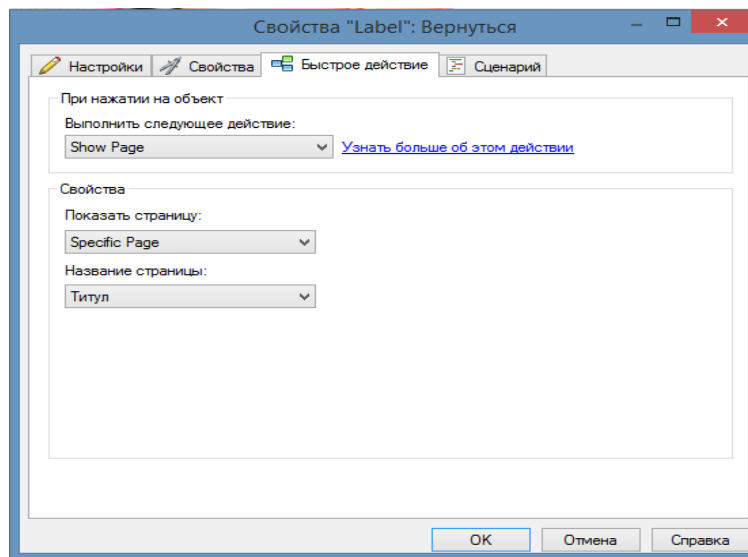 Свойства "Label": Вернуться
Настройки Свойства Быстрое действие Сценарий
При нажатии на объект
Выполнить следующее действие:
Show Page Узнать больше об этом действии
Свойства
Показать страницу:
Specific Page
Название страницы:
Титул
OK Отмена Справка